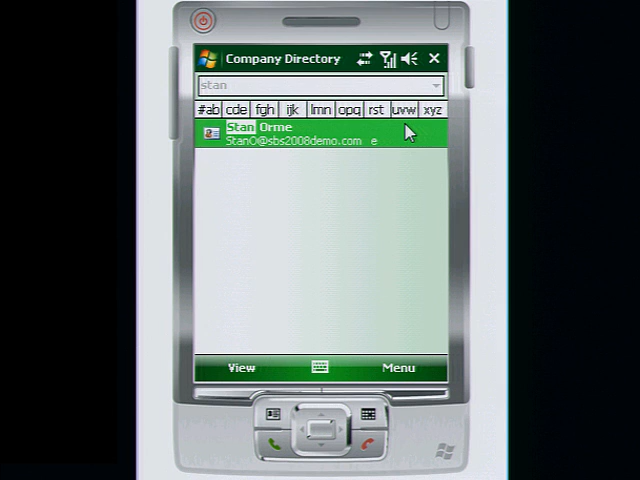 Company Directory
stan
#ab cde fgh ijk lmn opq rst uvw xyz
Stan Orme
StanO@sbs2008demo.com e
View Menu